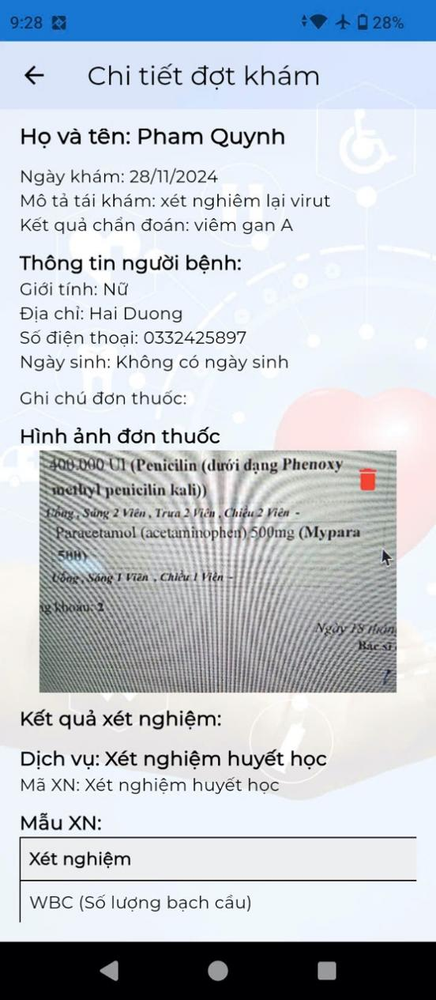 9:28
28%
Chi tiết đợt khám
Họ và tên: Pham Quynh
Ngày khám: 28/11/2024
Mô tả tái khám: xét nghiêm lại virut
Kết quả chẩn đoán: viêm gan A
Thông tin người bệnh:
Giới tính: Nữ
Địa chỉ: Hai Duong
Số điện thoại: 0332425897
Ngày sinh: Không có ngày sinh
Ghi chú đơn thuốc:
Hình ảnh đơn thuốc
400.000 UI (Penicilin (dưới dạng Phenoxy
methyl penicilin kali))
Uống , Sáng 2 Viên , Trưa 2 Viên , Chiều 2 Viên -
Paracetamol (acetaminophen) 500mg (Mypara
500)
Uống , Sáng 1 Viên , Chiều 1 Viên -
khoản: 2
Ngày 18
Bác sĩ
Kết quả xét nghiệm:
Dịch vụ: Xét nghiệm huyết học
Mã XN: Xét nghiệm huyết học
Mẫu XN:
Xét nghiệm
WBC (Số lượng bạch cầu)